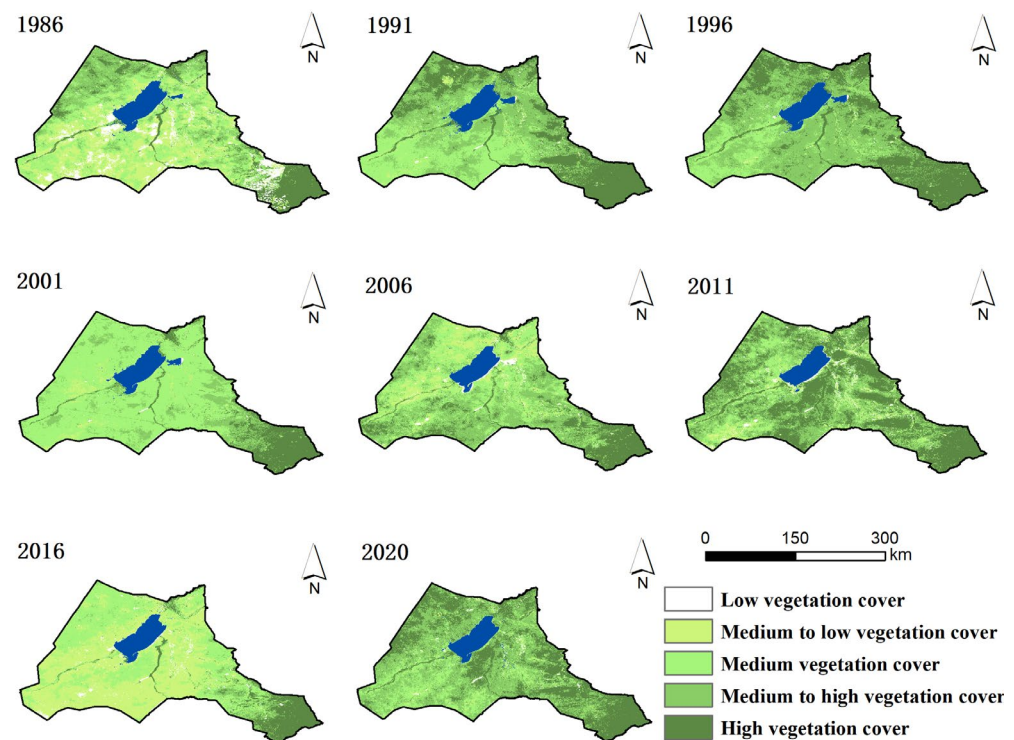 1986
N
1991
N
1996
N
2001
N
2006
N
2011
N
2016
N
2020
N
0 150 300
km
Low vegetation cover
Medium to low vegetation cover
Medium vegetation cover
Medium to high vegetation cover
High vegetation cover